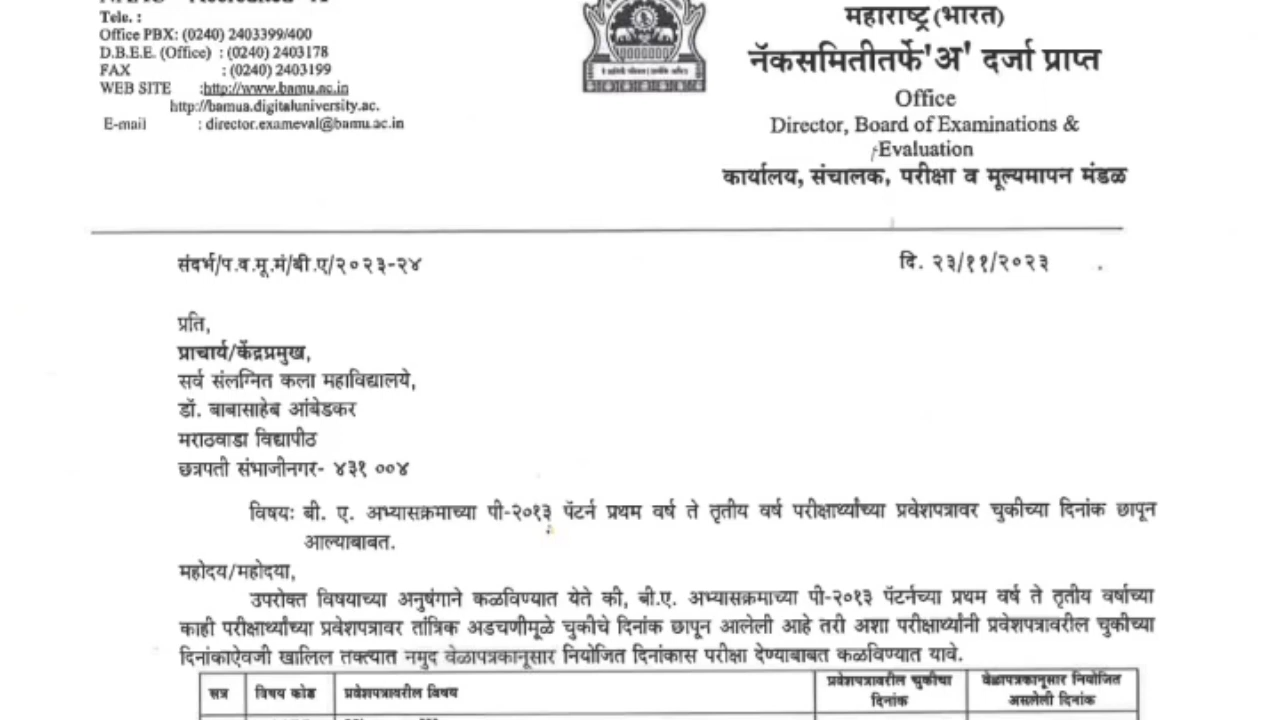 Tele. :
Office PBX: (0240) 2403399/400
D.B.E.E. (Office) : (0240) 2403178
FAX : (0240) 2403199
WEB SITE :http://www.bamu.ac.in
http://bamua.digitaluniversity.ac.
E-mail : director.exameval@bamu.ac.in
महाराष्ट्र(भारत)
नॅकसमितीतर्फे'अ' दर्जा प्राप्त
Office
Director, Board of Examinations &
Evaluation
कार्यालय, संचालक, परीक्षा व मूल्यमापन मंडळ
संदर्भ/प.व.मू.मं/बी.ए/२०२३-२४
दि. २३/११/२०२३
प्रति,
प्राचार्य/केंद्रप्रमुख,
सर्व संलग्नित कला महाविद्यालये,
डॉ. बाबासाहेब आंबेडकर
मराठवाडा विद्यापीठ
छत्रपती संभाजीनगर- ४३१ ००४
विषयः बी. ए. अभ्यासक्रमाच्या पी-२०१३ पॅटर्न प्रथम वर्ष ते तृतीय वर्ष परीक्षार्थ्यांच्या प्रवेशपत्रावर चुकीच्या दिनांक छापून
आल्याबाबत.
महोदय/महोदया,
उपरोक्त विषयाच्या अनुषंगाने कळविण्यात येते की, बी.ए. अभ्यासक्रमाच्या पी-२०१३ पॅटर्नच्या प्रथम वर्ष ते तृतीय वर्षाच्या
काही परीक्षार्थ्यांच्या प्रवेशपत्रावर तांत्रिक अडचणीमूळे चुकीचे दिनांक छापून आलेली आहे तरी अशा परीक्षार्थ्यांनी प्रवेशपत्रावरील चुकीच्या
दिनांकाऐवजी खालिल तक्त्यात नमुद वेळापत्रकानूसार नियोजित दिनांकास परीक्षा देण्याबाबत कळविण्यात यावे.
सत्र विषय कोड प्रवेशपत्रावरील विषय प्रवेशपत्रावरील चुकीचा वेळापत्रकानूसार नियोजित
दिनांक असलेली दिनांक